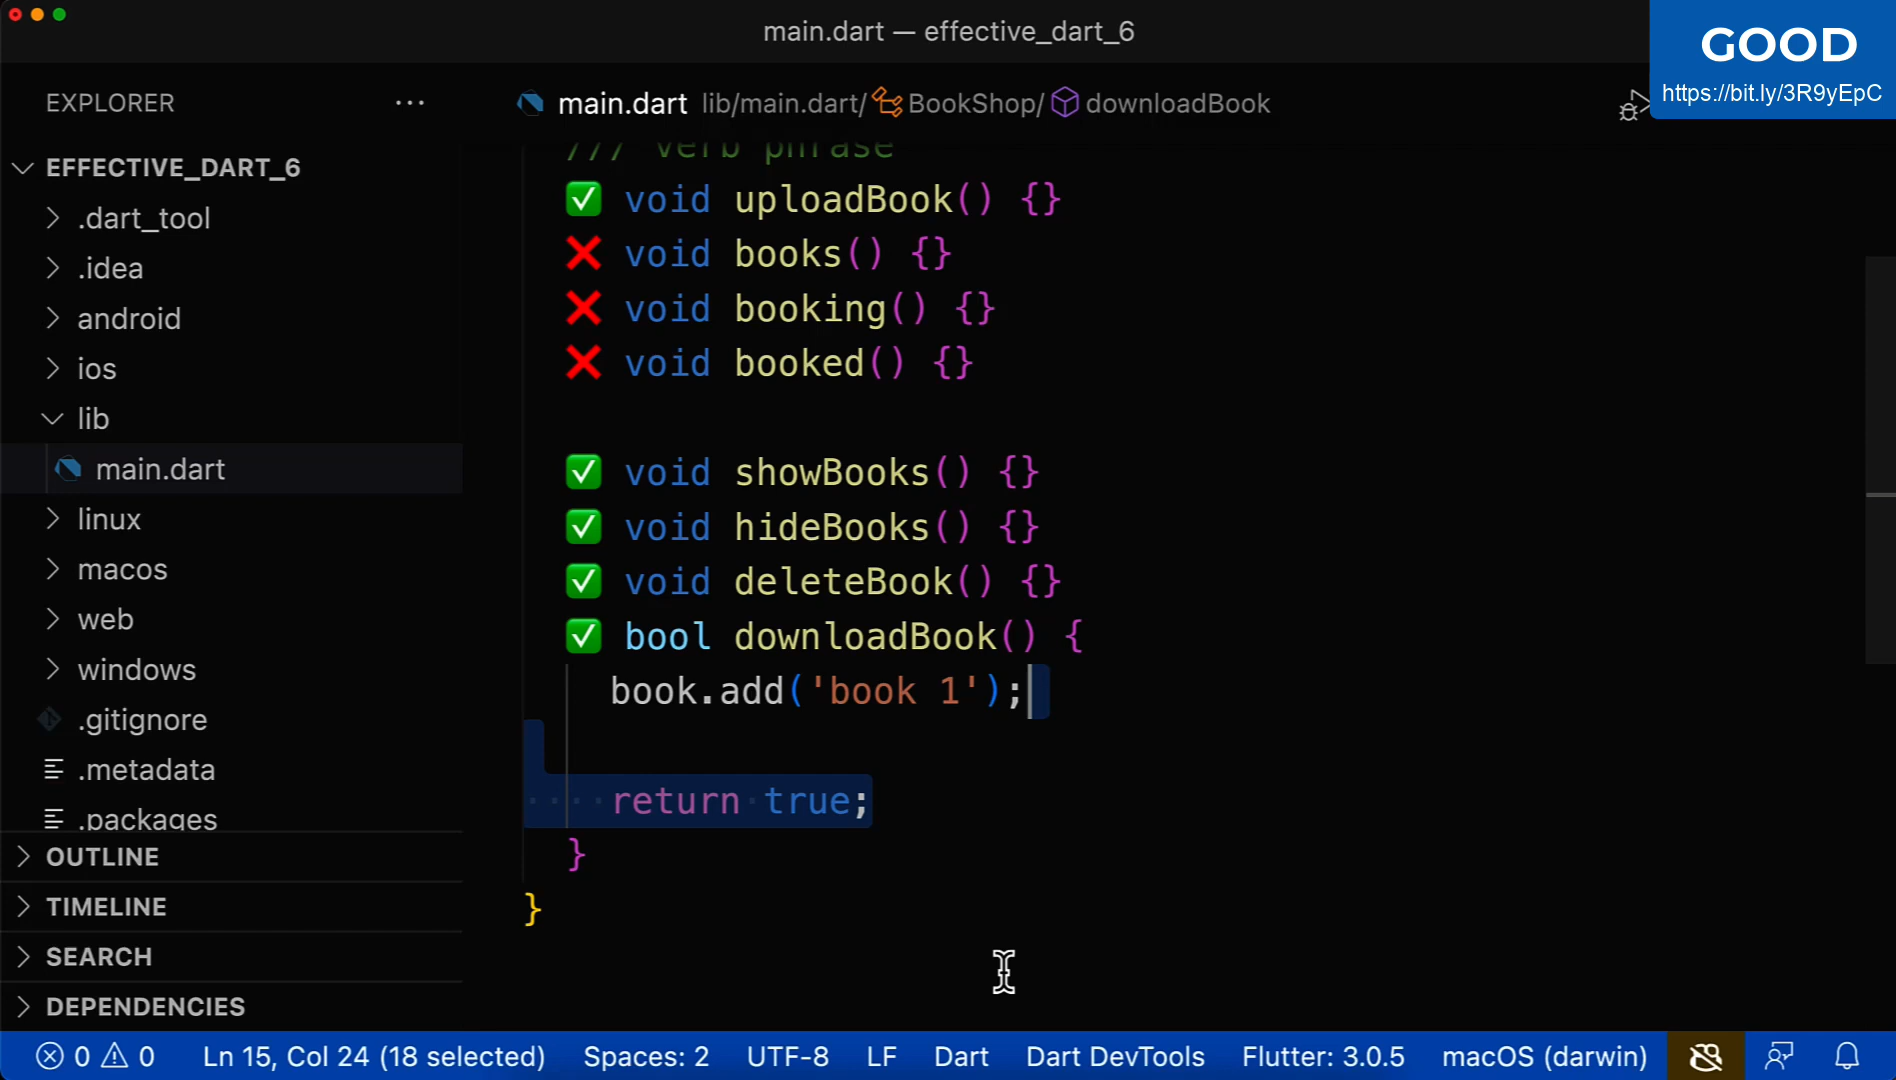 main.dart — effective_dart_6
GOOD
https://bit.ly/3R9yEpC
EXPLORER
...
main.dart lib/main.dart/ BookShop/ downloadBook
EFFECTIVE_DART_6
.dart_tool
.idea
android
ios
lib
main.dart
linux
macos
web
windows
.gitignore
.metadata
.packages
OUTLINE
TIMELINE
SEARCH
DEPENDENCIES
/// verb phrase
✅ void uploadBook() {}
❌ void books() {}
❌ void booking() {}
❌ void booked() {}
✅ void showBooks() {}
✅ void hideBooks() {}
✅ void deleteBook() {}
✅ bool downloadBook() {
book.add('book 1');
return true;
}
}
0 0 Ln 15, Col 24 (18 selected) Spaces: 2 UTF-8 LF Dart Dart DevTools Flutter: 3.0.5 macOS (darwin)